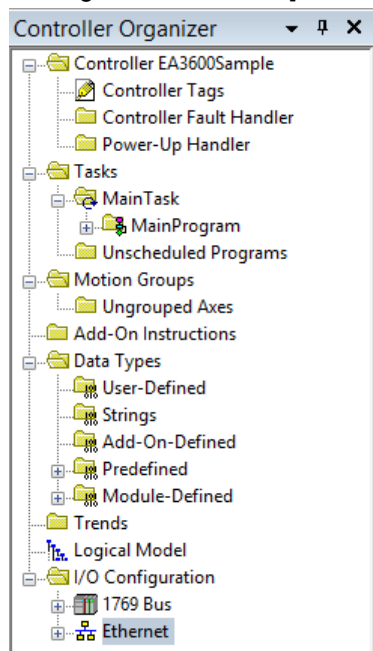 Controller Organizer
Controller EA3600Sample
Controller Tags
Controller Fault Handler
Power-Up Handler
Tasks
MainTask
MainProgram
Unscheduled Programs
Motion Groups
Ungrouped Axes
Add-On Instructions
Data Types
User-Defined
Strings
Add-On-Defined
Predefined
Module-Defined
Trends
Logical Model
I/O Configuration
1769 Bus
Ethernet